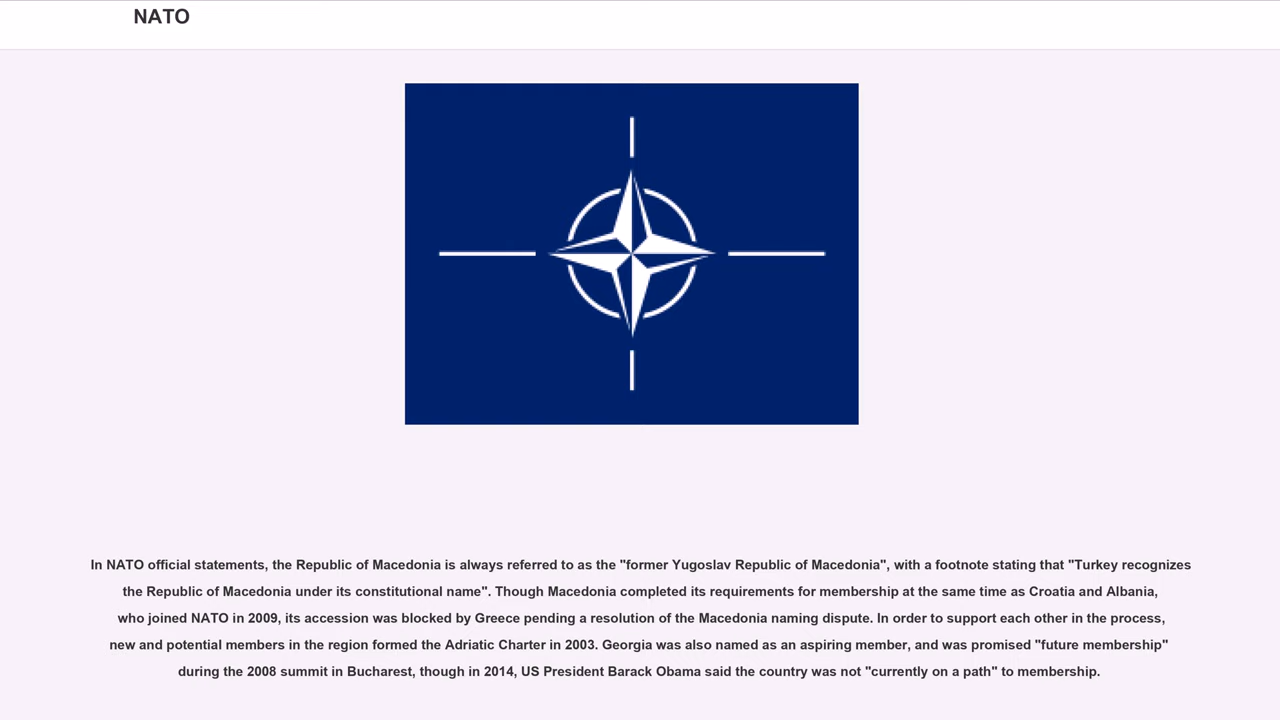 NATO
In NATO official statements, the Republic of Macedonia is always referred to as the "former Yugoslav Republic of Macedonia", with a footnote stating that "Turkey recognizes
the Republic of Macedonia under its constitutional name". Though Macedonia completed its requirements for membership at the same time as Croatia and Albania,
who joined NATO in 2009, its accession was blocked by Greece pending a resolution of the Macedonia naming dispute. In order to support each other in the process,
new and potential members in the region formed the Adriatic Charter in 2003. Georgia was also named as an aspiring member, and was promised "future membership"
during the 2008 summit in Bucharest, though in 2014, US President Barack Obama said the country was not "currently on a path" to membership.